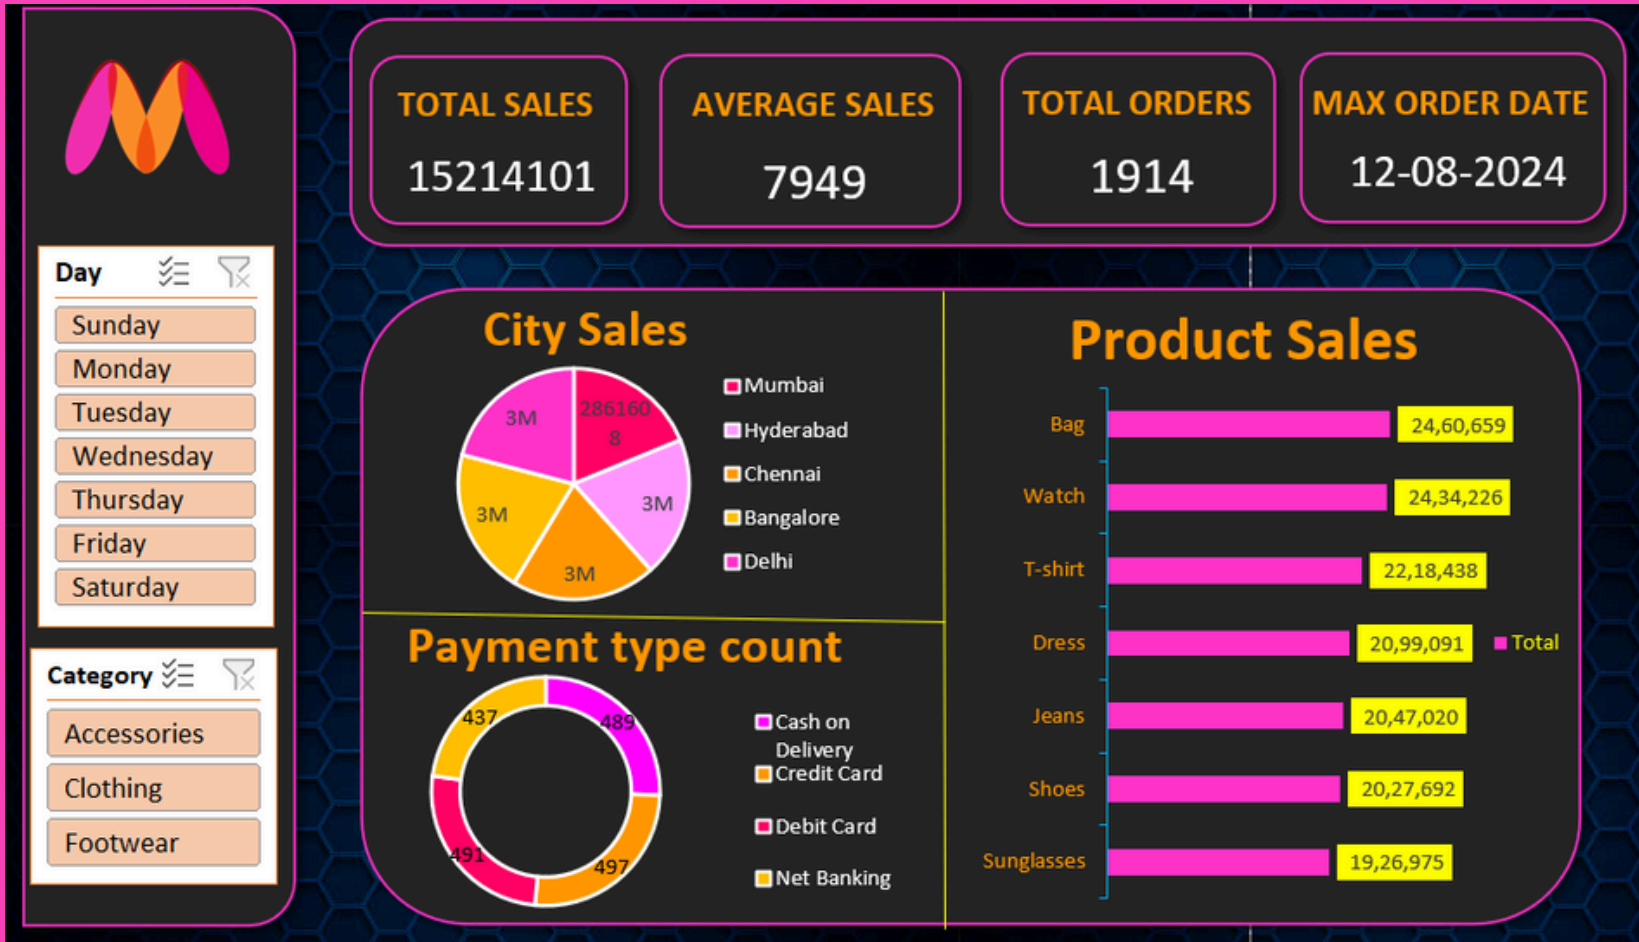 TOTAL SALES
15214101
AVERAGE SALES
7949
TOTAL ORDERS
1914
MAX ORDER DATE
12-08-2024
Day
Sunday
Monday
Tuesday
Wednesday
Thursday
Friday
Saturday
Category
Accessories
Clothing
Footwear
City Sales
3M
286160
8
3M
3M
3M
Mumbai
Hyderabad
Chennai
Bangalore
Delhi
Payment type count
437
489
491
497
Cash on
Delivery
Credit Card
Debit Card
Net Banking
Product Sales
Bag 24,60,659
Watch 24,34,226
T-shirt 22,18,438
Dress 20,99,091
Total
Jeans 20,47,020
Shoes 20,27,692
Sunglasses 19,26,975